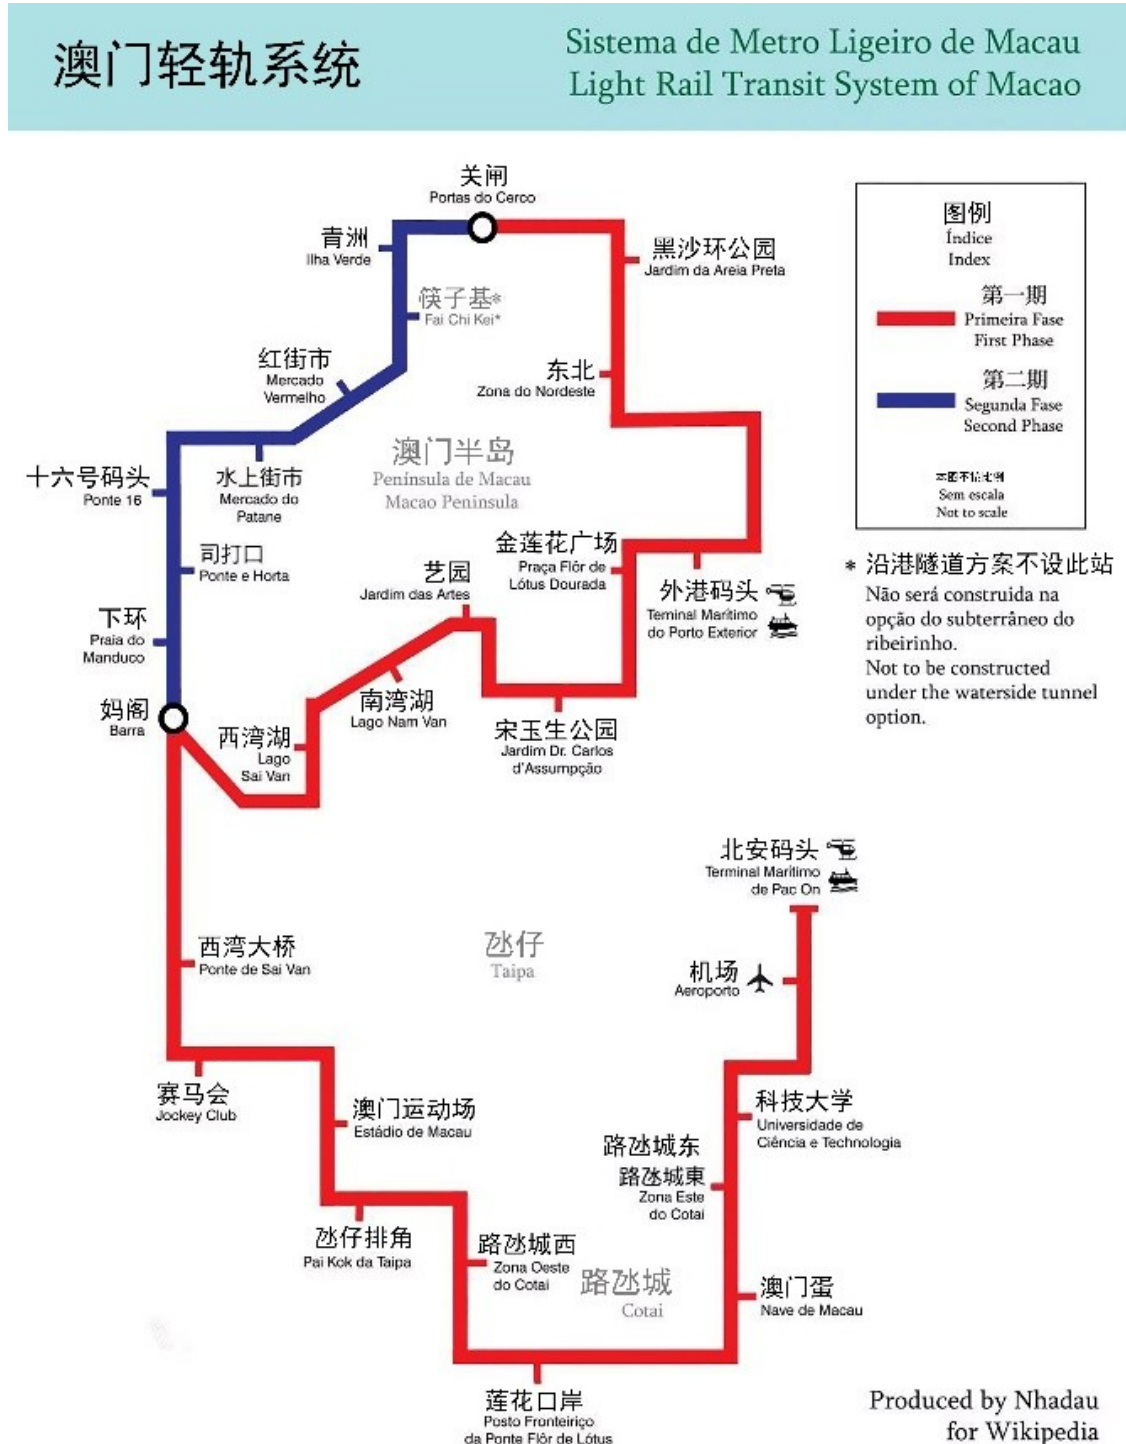 澳门轻轨系统
Sistema de Metro Ligeiro de Macau
Light Rail Transit System of Macao
关闸
Portas do Cerco
青洲
Ilha Verde
黑沙环公园
Jardim da Areia Preta
筷子基*
Fai Chi Kei*
红街市
Mercado
Vermelho
东北
Zona do Nordeste
澳门半岛
Península de Macau
Macao Peninsula
十六号码头
Ponte 16
水上街市
Mercado do
Patane
司打口
Ponte e Horta
艺园
Jardim das Artes
金莲花广场
Praça Flôr de
Lótus Dourada
外港码头
Teminal Marítimo
do Porto Exterior
下环
Praia do
Manduco
妈阁
Barra
西湾湖
Lago
Sai Van
南湾湖
Lago Nam Van
宋玉生公园
Jardim Dr. Carlos
d'Assumpção
图例
Índice
Index
第一期
Primeira Fase
First Phase
第二期
Segunda Fase
Second Phase
本图不按比例
Sem escala
Not to scale
* 沿港隧道方案不设此站
Não será construida na
opção do subterrâneo do
ribeirinho.
Not to be constructed
under the waterside tunnel
option.
北安码头
Terminal Marítimo
de Pac On
西湾大桥
Ponte de Sai Van
氹仔
Taipa
机场
Aeroporto
赛马会
Jockey Club
澳门运动场
Estádio de Macau
科技大学
Universidade de
Ciência e Technologia
路氹城东
路氹城東
Zona Este
do Cotai
氹仔排角
Pai Kok da Taipa
路氹城西
Zona Oeste
do Cotai
路氹城
Cotai
澳门蛋
Nave de Macau
莲花口岸
Posto Fronteiriço
da Ponte Flôr de Lótus
Produced by Nhadau
for Wikipedia